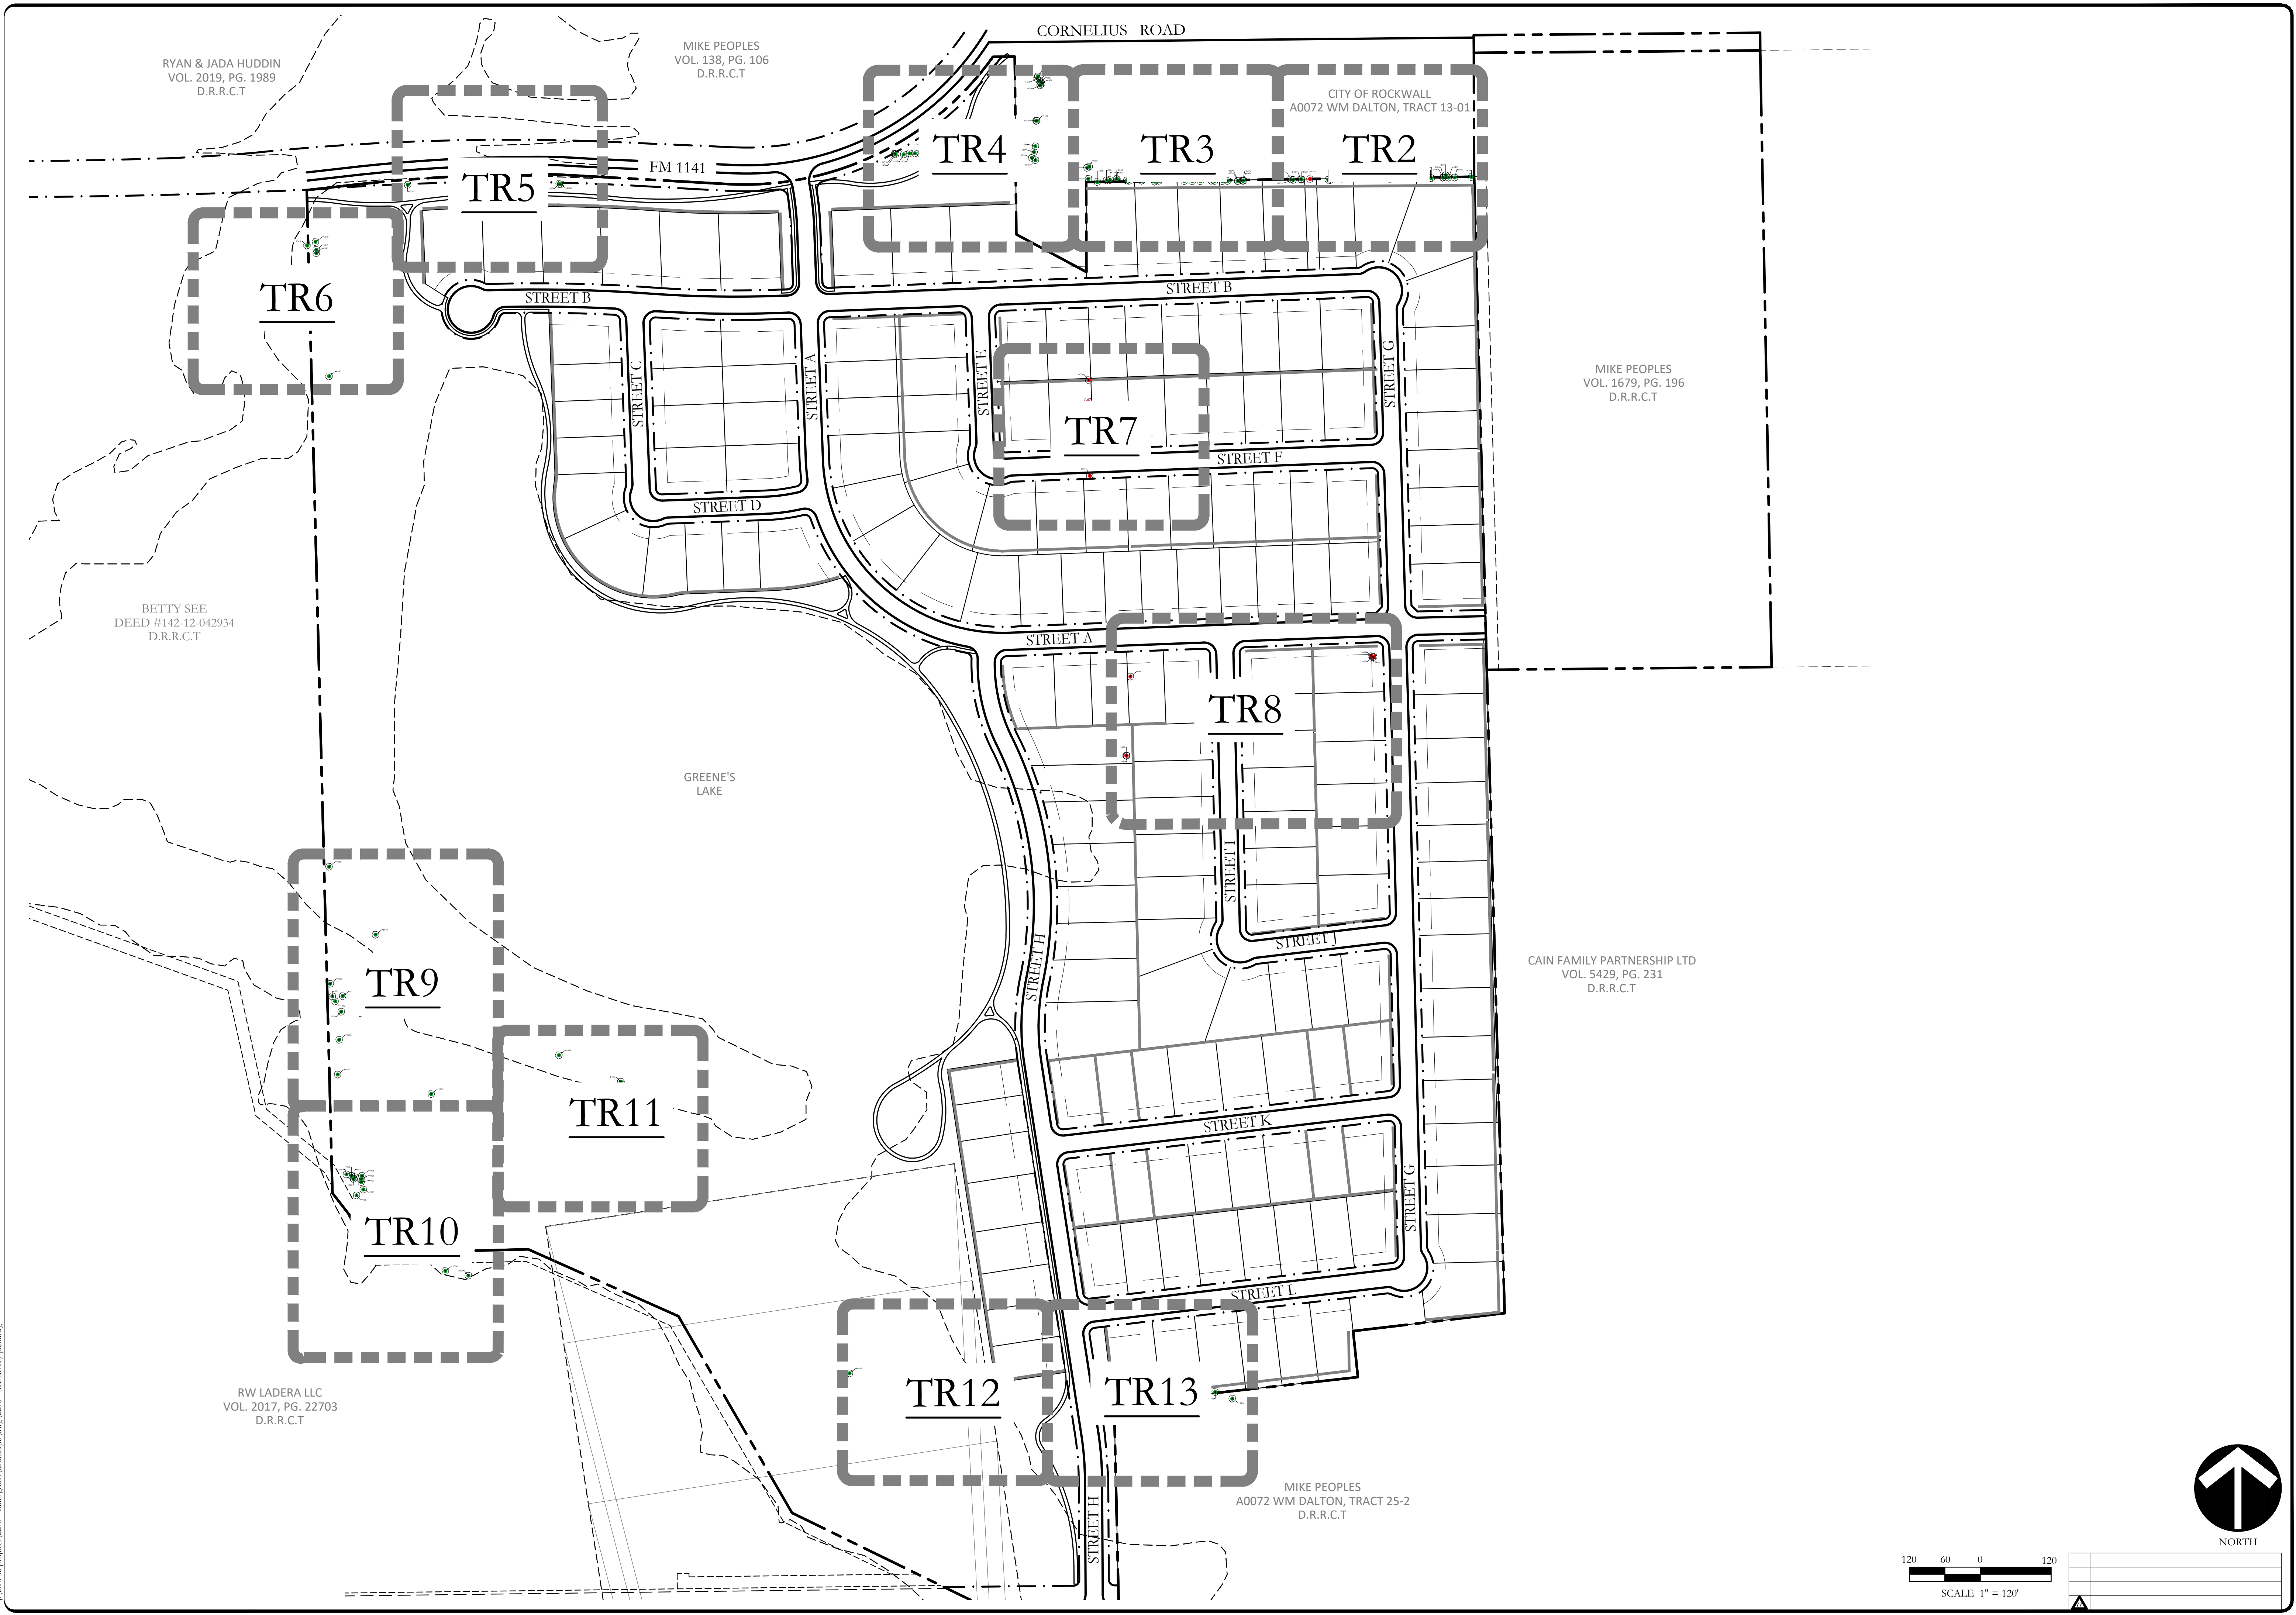 CORNELIUS ROAD
MIKE PEOPLES
VOL. 138, PG. 106
D.R.R.C.T
RYAN & JADA HUDDIN
VOL. 2019, PG. 1989
D.R.R.C.T
CITY OF ROCKWALL
A0072 WM DALTON, TRACT 13-01
TR4
TR3
TR2
FM 1141
TR5
TR6
STREET B
STREET B
MIKE PEOPLES
VOL. 1679, PG. 196
D.R.R.C.T
STREET C
STREET A
STREET E
STREET G
TR7
STREET F
STREET D
BETTY SEE
DEED #142-12-042934
D.R.R.C.T
STREET A
TR8
GREENE'S
LAKE
STREET I
STREET J
STREET H
CAIN FAMILY PARTNERSHIP LTD
VOL. 5429, PG. 231
D.R.R.C.T
TR9
TR11
STREET K
STREET G
TR10
STREET L
RW LADERA LLC
VOL. 2017, PG. 22703
D.R.R.C.T
TR12
TR13
MIKE PEOPLES
A0072 WM DALTON, TRACT 25-2
D.R.R.C.T
STREET H
NORTH
120 60 0 120
SCALE 1" = 120'